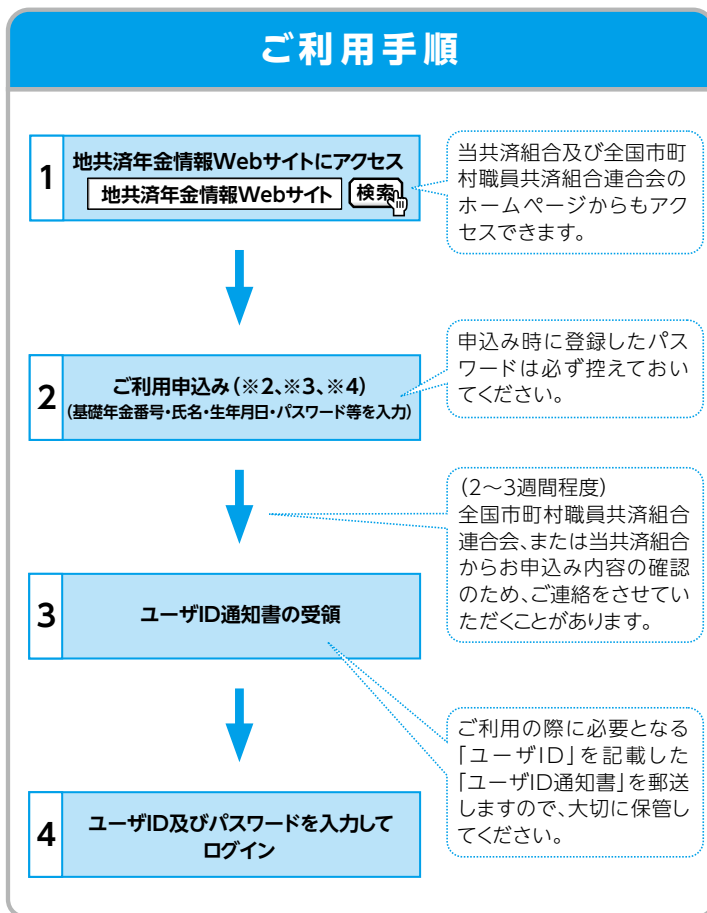 ご利用手順
1
地共済年金情報Webサイトにアクセス
地共済年金情報Webサイト 検索
当共済組合及び全国市町
村職員共済組合連合会の
ホームページからもアク
セスできます。
2
ご利用申込み(※2、※3、※4)
(基礎年金番号・氏名・生年月日・パスワード等を入力)
申込み時に登録したパス
ワードは必ず控えておい
てください。
(2〜3週間程度)
全国市町村職員共済組合
連合会、または当共済組合
からお申込み内容の確認
のため、ご連絡をさせてい
ただくことがあります。
3
ユーザID通知書の受領
ご利用の際に必要となる
「ユーザID」を記載した
「ユーザID通知書」を郵送
しますので、大切に保管し
てください。
4
ユーザID及びパスワードを入力して
ログイン